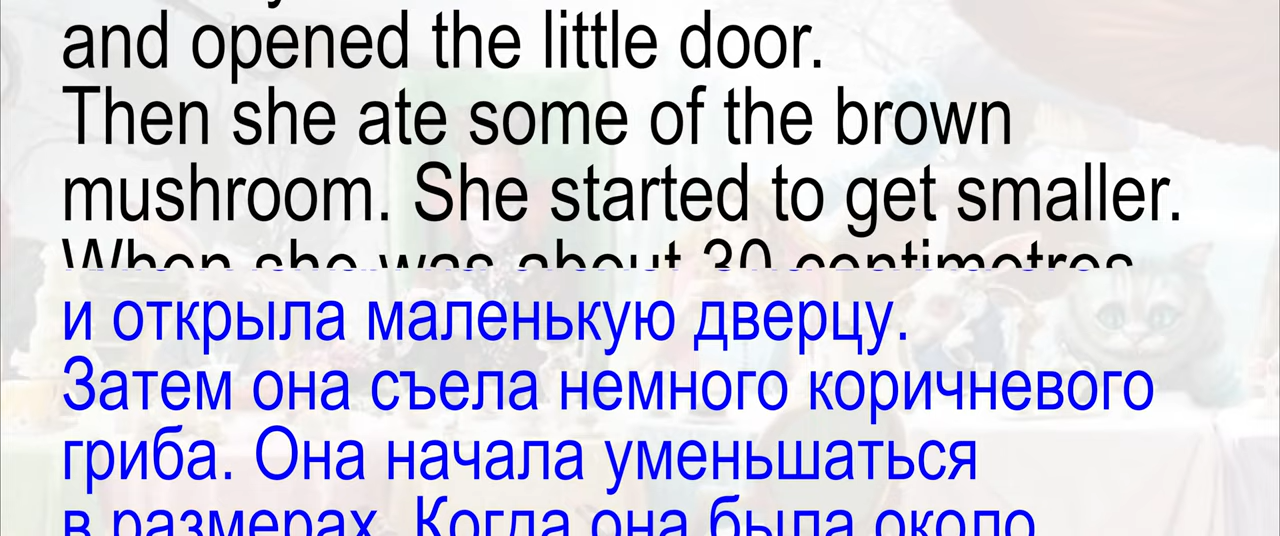 and opened the little door.
Then she ate some of the brown
mushroom. She started to get smaller.
When she was about 30 centimetres
и открыла маленькую дверцу.
Затем она съела немного коричневого
гриба. Она начала уменьшаться
в размерах. Когда она была около